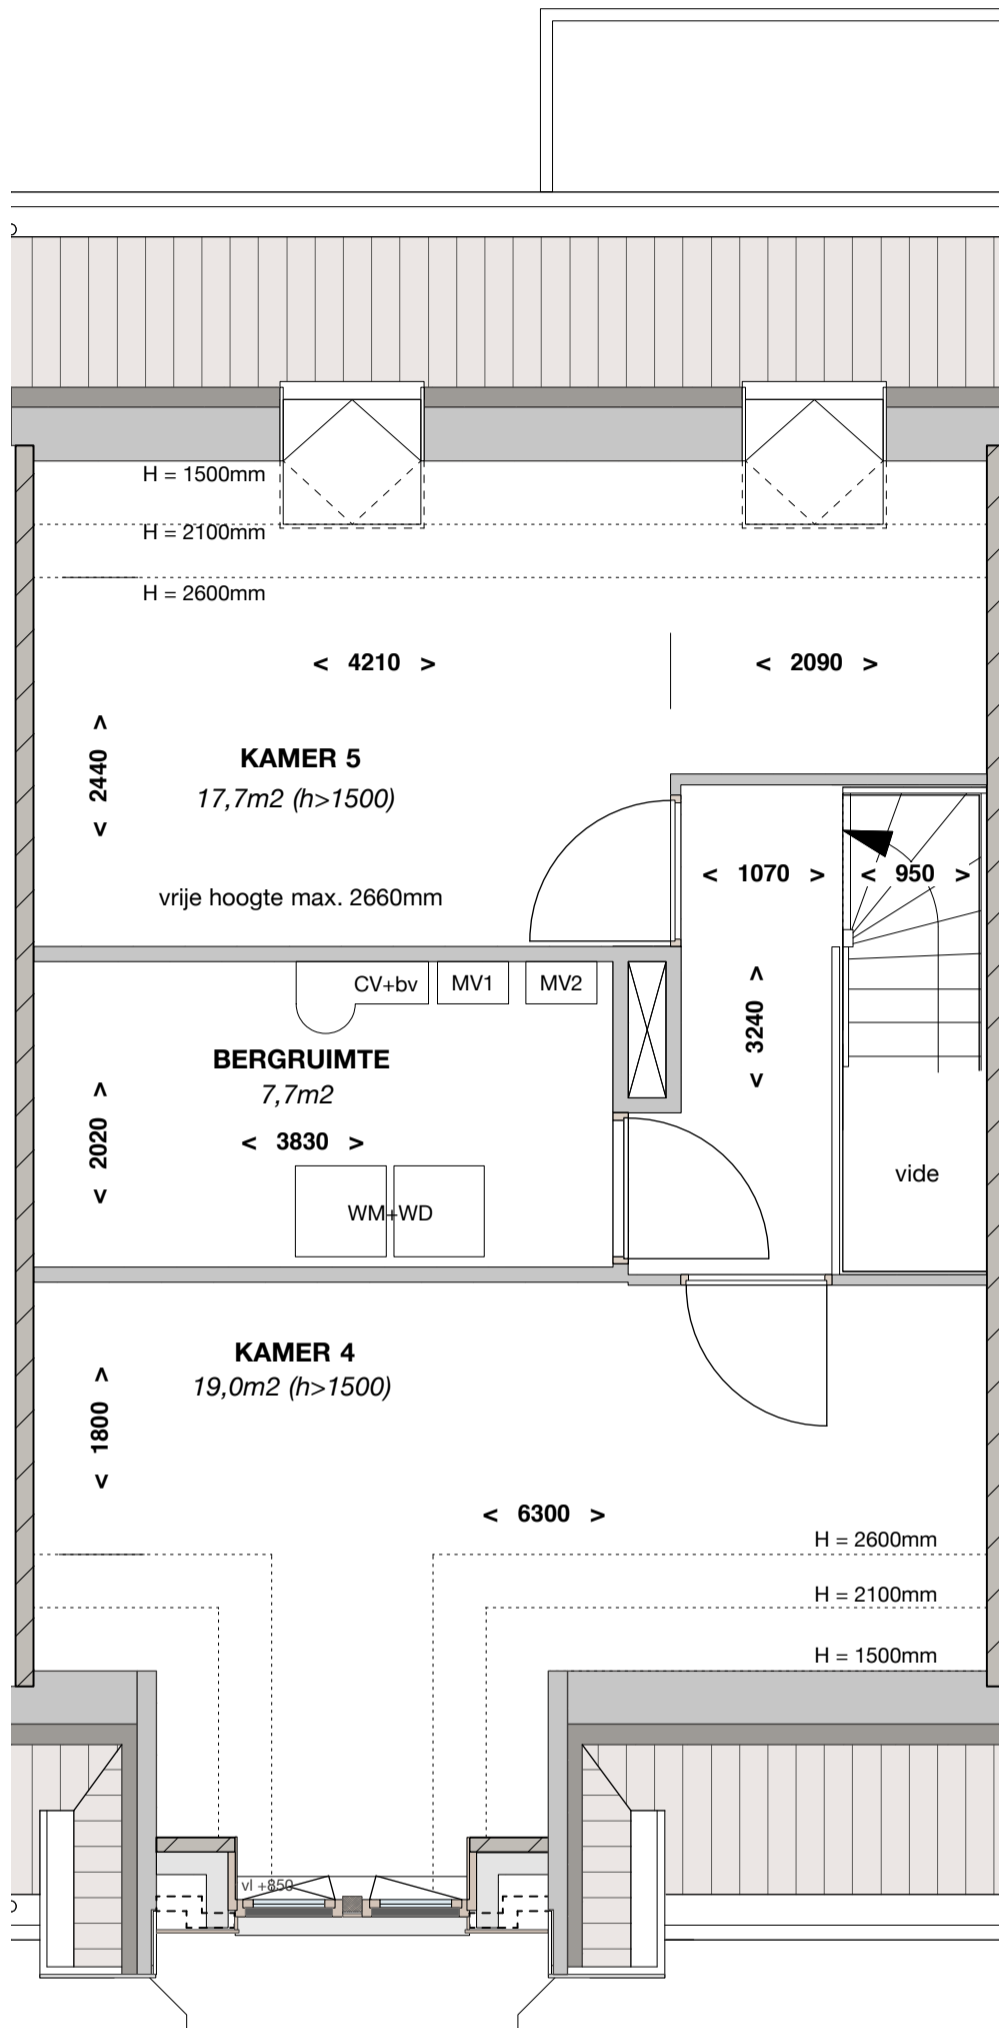 H = 1500mm
H = 2100mm
H = 2600mm
< 4210 >
< 2090 >
< 2440 >
KAMER 5
17,7m2 (h>1500)
< 1070 >
< 950 >
vrije hoogte max. 2660mm
CV+bv
MV1
MV2
< 3240 >
BERGRUIMTE
7,7m2
< 3830 >
< 2020 >
WM+WD
vide
KAMER 4
19,0m2 (h>1500)
< 1800 >
< 6300 >
H = 2600mm
H = 2100mm
H = 1500mm
vl +850